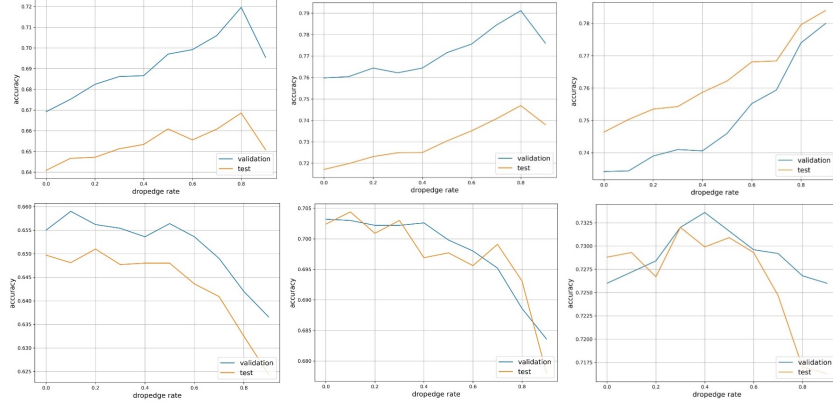 0.72
0.71
0.70
0.69
0.68
0.67
0.66
0.65
0.64
accuracy
0.0 0.2 0.4 0.6 0.8
dropedge rate
validation
test
0.79
0.78
0.77
0.76
0.75
0.74
0.73
0.72
accuracy
0.0 0.2 0.4 0.6 0.8
dropedge rate
validation
test
0.78
0.77
0.76
0.75
0.74
accuracy
0.0 0.2 0.4 0.6 0.8
dropedge rate
validation
test
0.660
0.655
0.650
0.645
0.640
0.635
0.630
0.625
accuracy
0.0 0.2 0.4 0.6 0.8
dropedge rate
validation
test
0.705
0.700
0.695
0.690
0.685
0.680
accuracy
0.0 0.2 0.4 0.6 0.8
dropedge rate
validation
test
0.7325
0.7300
0.7275
0.7250
0.7225
0.7200
0.7175
accuracy
0.0 0.2 0.4 0.6 0.8
dropedge rate
validation
test